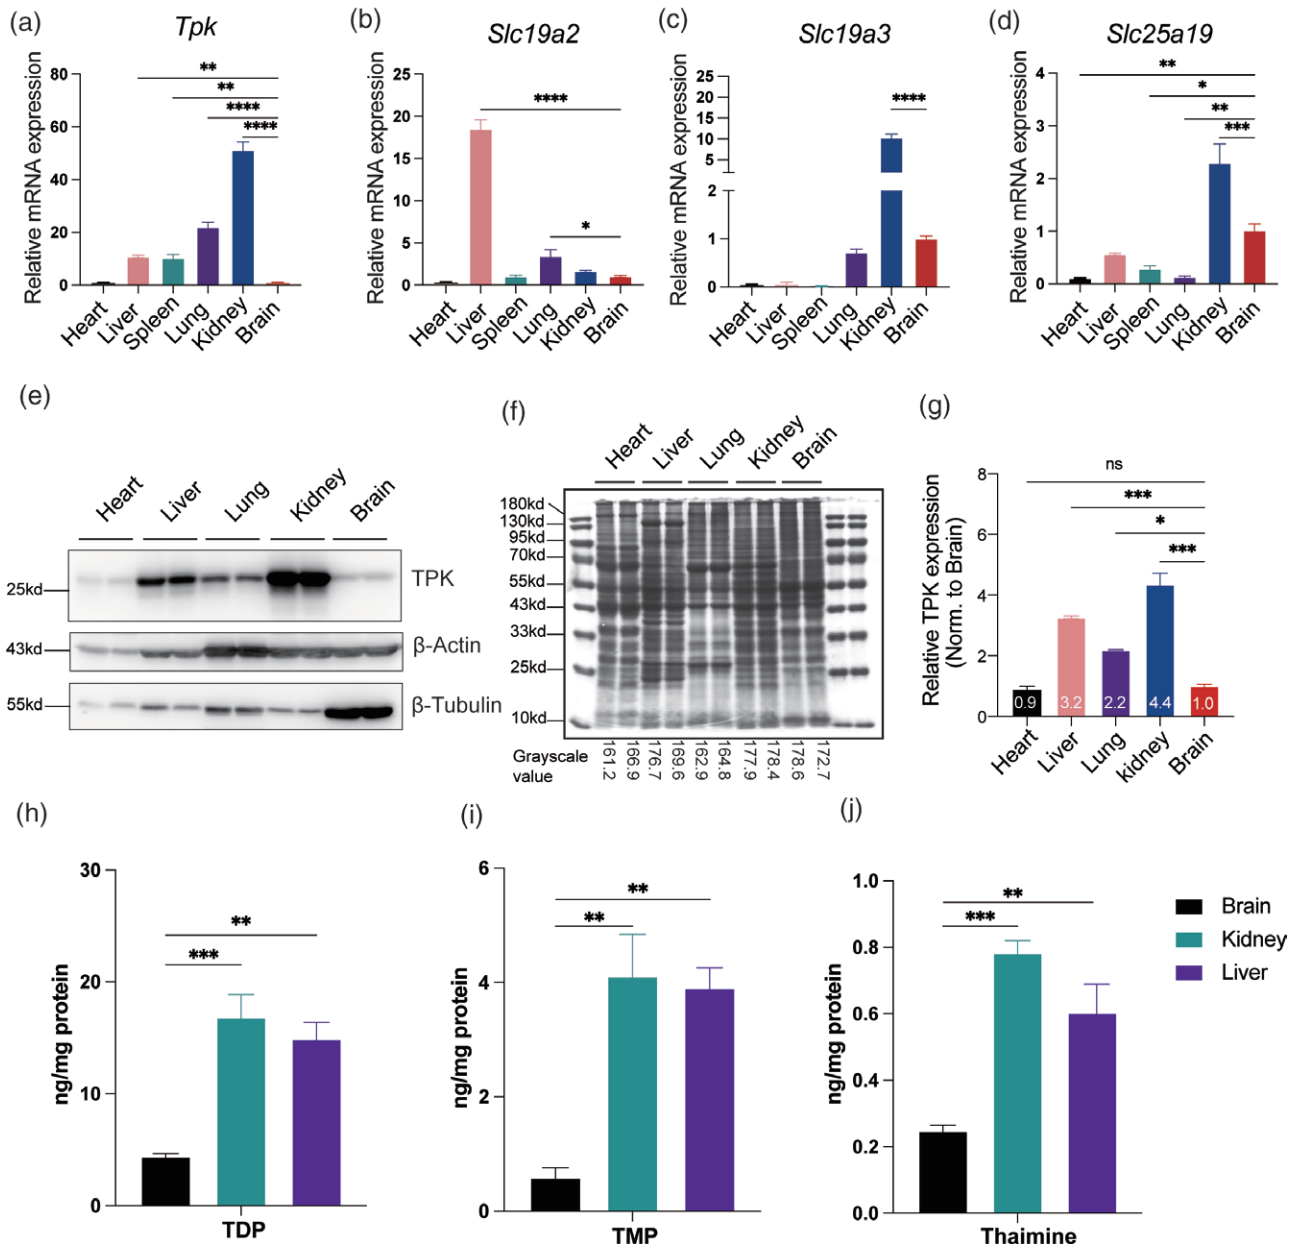 (a)
Tpk
Relative mRNA expression
80
60
40
20
0
**
**
****
****
Heart
Liver
Spleen
Lung
Kidney
Brain
(b)
Slc19a2
Relative mRNA expression
25
20
15
10
5
0
****
*
Heart
Liver
Spleen
Lung
Kidney
Brain
(c)
Slc19a3
Relative mRNA expression
25
20
15
10
5
2
1
0
****
Heart
Liver
Spleen
Lung
Kidney
Brain
(d)
Slc25a19
Relative mRNA expression
4
3
2
1
0
**
*
**
***
Heart
Liver
Spleen
Lung
Kidney
Brain
(e)
Heart
Liver
Lung
Kidney
Brain
25kd
TPK
43kd
β-Actin
55kd
β-Tubulin
(f)
Heart
Liver
Lung
Kidney
Brain
180kd
130kd
95kd
70kd
55kd
43kd
33kd
25kd
10kd
Grayscale
value
161.2
166.9
176.7
169.6
162.9
164.8
177.9
178.4
178.6
172.7
(g)
Relative TPK expression
(Norm. to Brain)
8
6
4
2
0
ns
***
*
***
0.9
3.2
2.2
4.4
1.0
Heart
Liver
Lung
kidney
Brain
(h)
ng/mg protein
30
20
10
0
**
***
TDP
(i)
ng/mg protein
6
4
2
0
**
**
TMP
(j)
ng/mg protein
1.0
0.8
0.6
0.4
0.2
0.0
**
***
Thaimine
Brain
Kidney
Liver